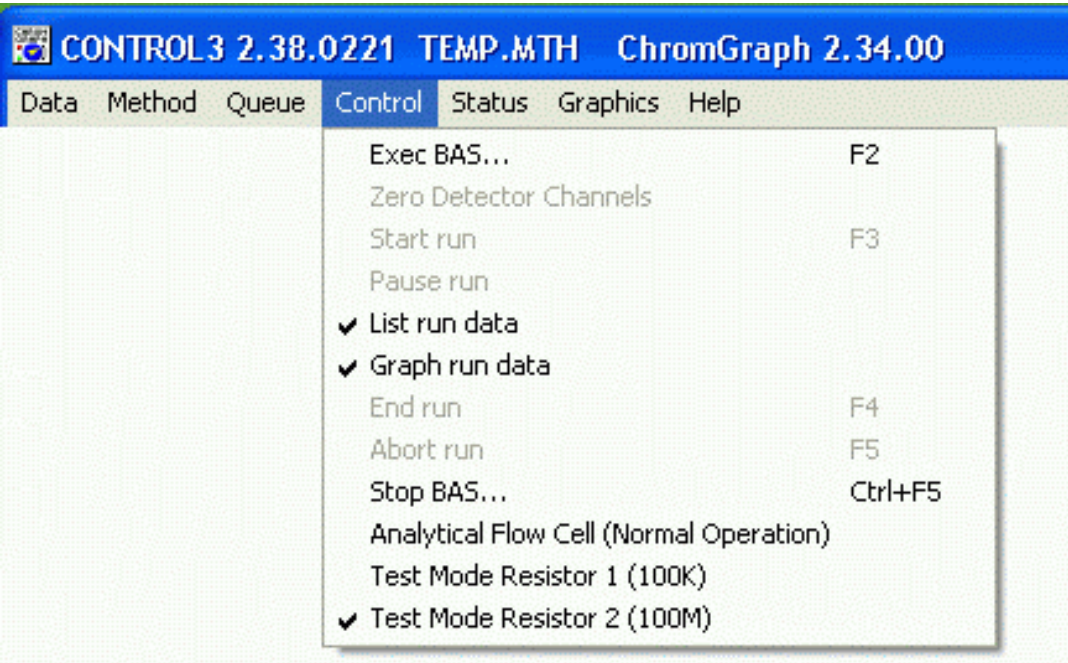 CONTROL3 2.38.0221 TEMP.MTH ChromGraph 2.34.00
Data Method Queue Control Status Graphics Help
Exec BAS... F2
Zero Detector Channels
Start run F3
Pause run
List run data
Graph run data
End run F4
Abort run F5
Stop BAS... Ctrl+F5
Analytical Flow Cell (Normal Operation)
Test Mode Resistor 1 (100K)
Test Mode Resistor 2 (100M)